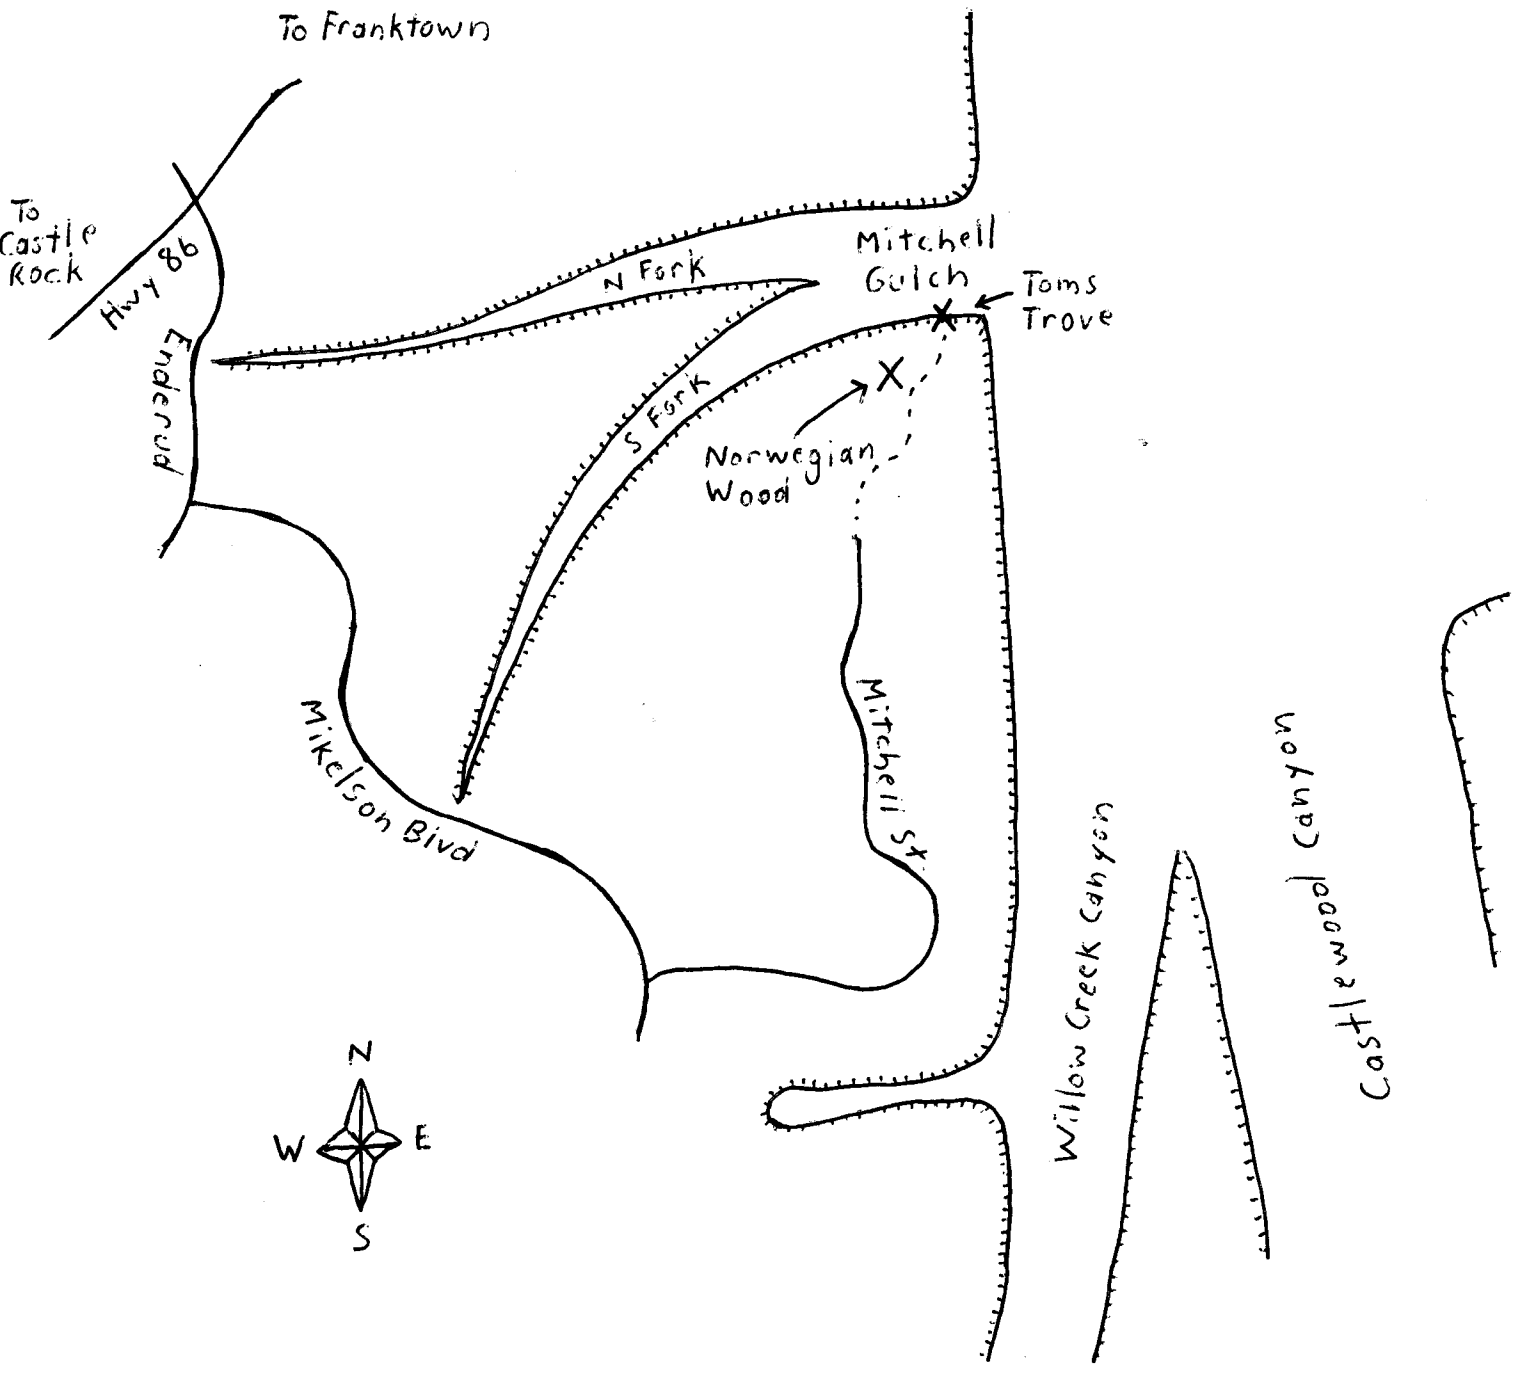 To Franktown
To
Castle
Rock
Hwy 86
Enderud
N Fork
Mitchell
Gulch
Toms
Trove
S Fork
Norwegian
Wood
Mikelson Blvd
Mitchell St.
Willow Creek Canyon
Castlewood Canyon
N
W
E
S